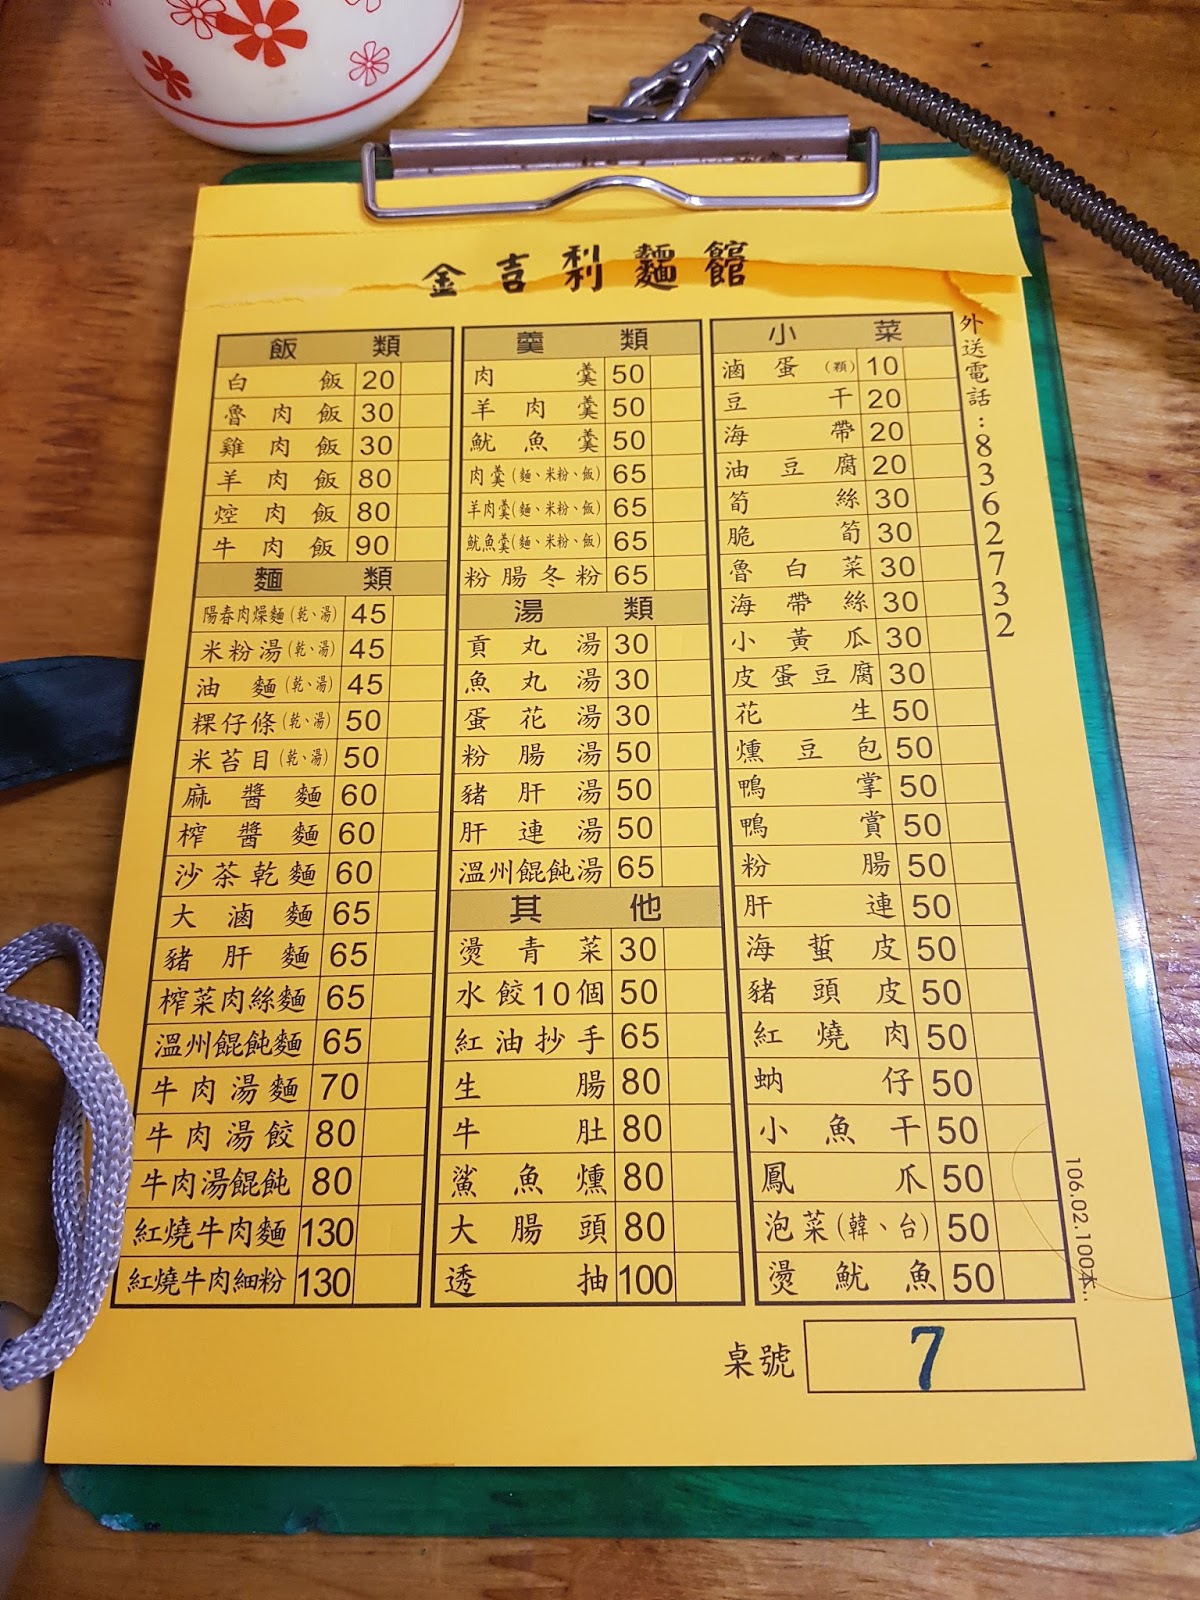 金吉利麵館
飯類
白飯 20
魯肉飯 30
雞肉飯 30
羊肉飯 80
焢肉飯 80
牛肉飯 90
麵類
陽春肉燥麵(乾、湯) 45
米粉湯(乾、湯) 45
油麵(乾、湯) 45
粿仔條(乾、湯) 50
米苔目(乾、湯) 50
麻醬麵 60
榨醬麵 60
沙茶乾麵 60
大滷麵 65
豬肝麵 65
榨菜肉絲麵 65
溫州餛飩麵 65
牛肉湯麵 70
牛肉湯餃 80
牛肉湯餛飩 80
紅燒牛肉麵 130
紅燒牛肉細粉 130
羹類
肉羹 50
羊肉羹 50
魷魚羹 50
肉羹(麵、米粉、飯) 65
羊肉羹(麵、米粉、飯) 65
魷魚羹(麵、米粉、飯) 65
粉腸冬粉 65
湯類
貢丸湯 30
魚丸湯 30
蛋花湯 30
粉腸湯 50
豬肝湯 50
肝連湯 50
溫州餛飩湯 65
其他
燙青菜 30
水餃10個 50
紅油抄手 65
生腸 80
牛肚 80
鯊魚燻 80
大腸頭 80
透抽 100
小菜
滷蛋(顆) 10
豆干 20
海帶 20
油豆腐 20
筍絲 30
脆筍 30
魯白菜 30
海帶絲 30
小黃瓜 30
皮蛋豆腐 30
花生 50
燻豆包 50
鴨掌 50
鴨賞 50
粉腸 50
肝連 50
海蜇皮 50
豬頭皮 50
紅燒肉 50
蚋仔 50
小魚干 50
鳳爪 50
泡菜(韓、台) 50
燙魷魚 50
外送電話:8362732
106.02.100本..
桌號 7